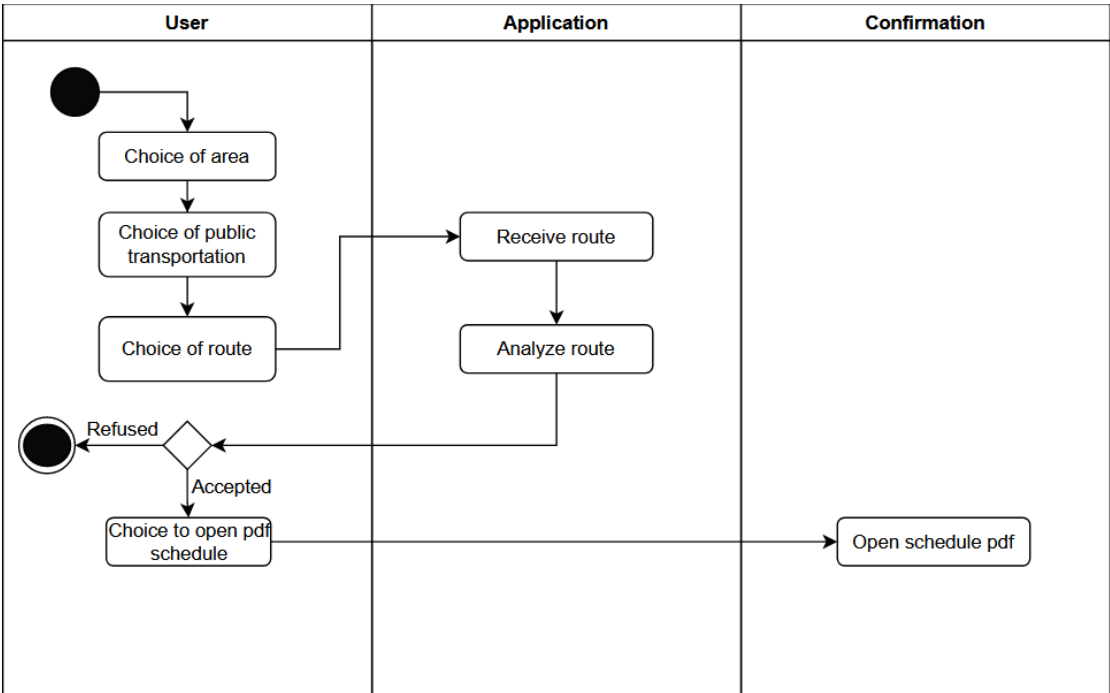 User
Application
Confirmation
Choice of area
Choice of public
transportation
Receive route
Choice of route
Analyze route
Refused
Accepted
Choice to open pdf
schedule
Open schedule pdf